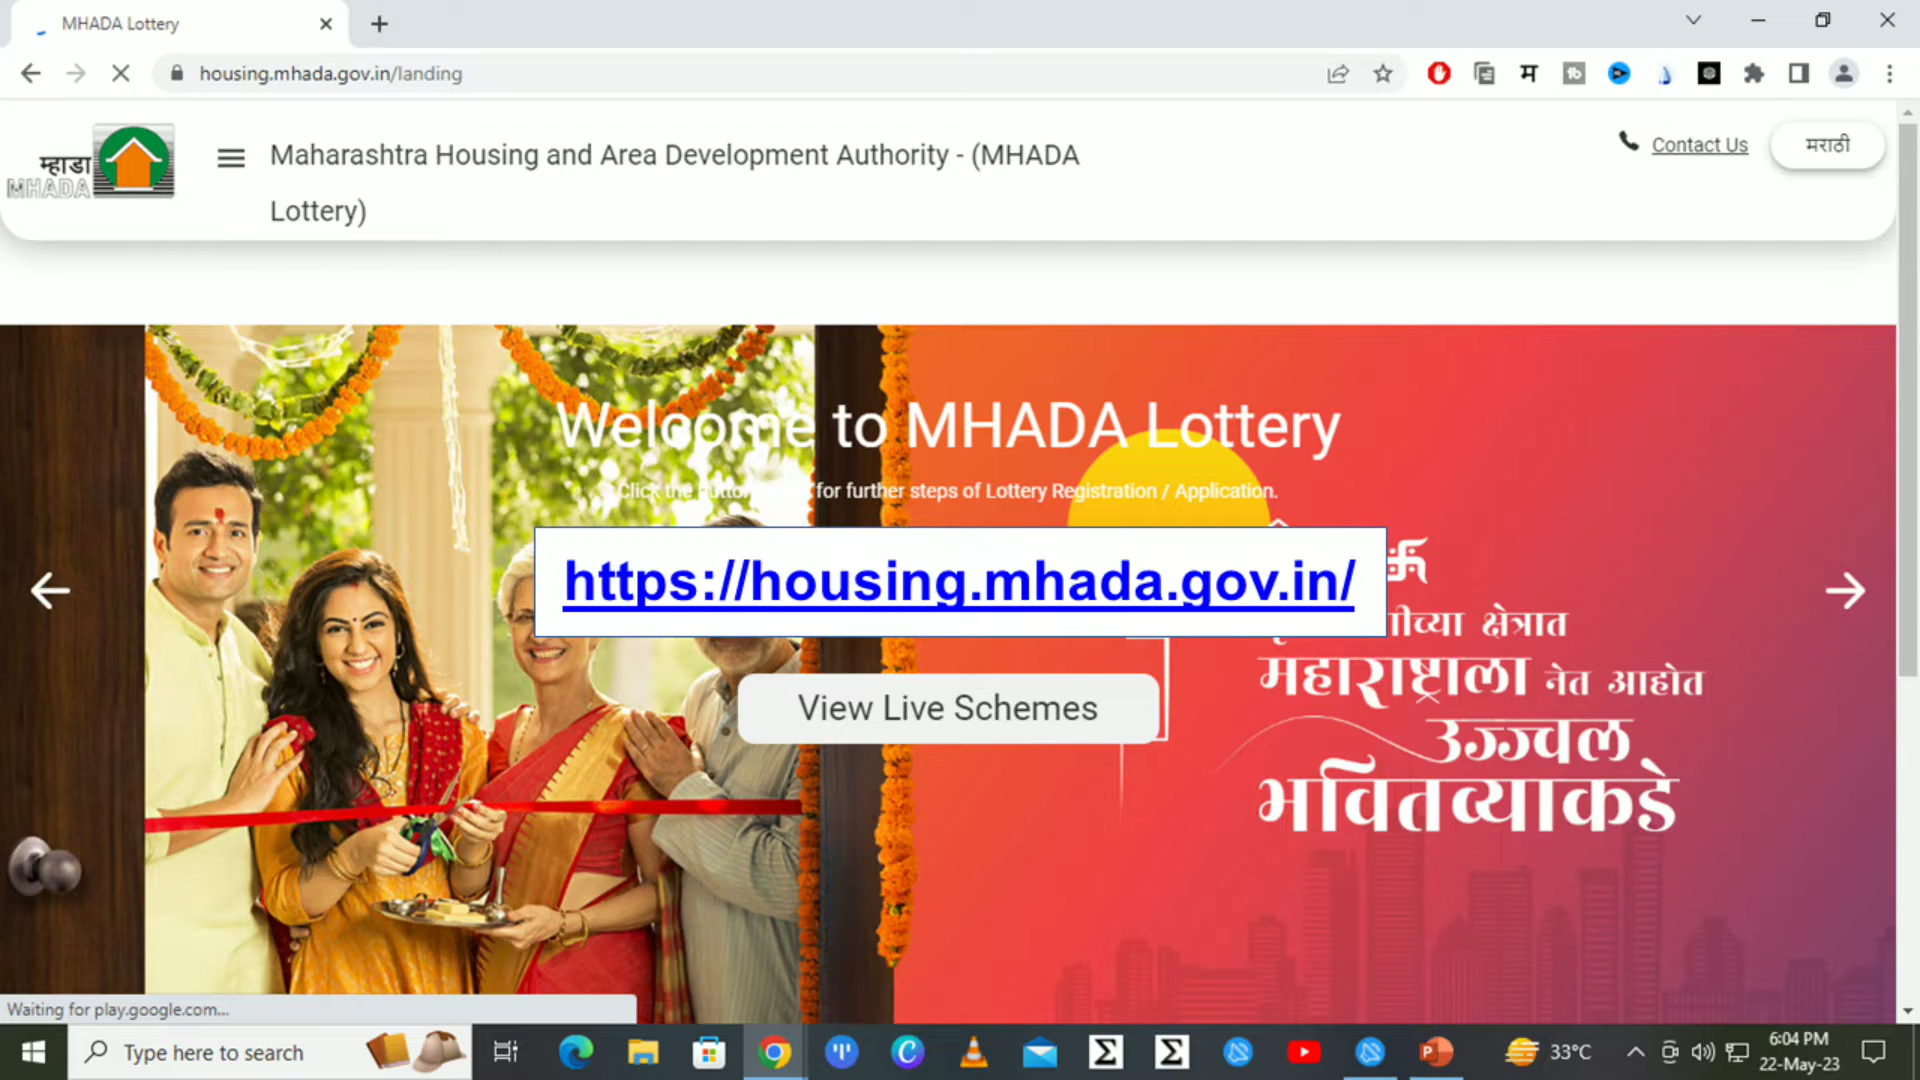 MHADA Lottery
housing.mhada.gov.in/landing
म्हाडा
MHADA
Maharashtra Housing and Area Development Authority - (MHADA
Lottery)
Contact Us
मराठी
Welcome to MHADA Lottery
Click the for further steps of Lottery Registration / Application.
https://housing.mhada.gov.in/
क्षेत्रात
महाराष्ट्राला नेत आहोत
View Live Schemes
उज्ज्वल
भवितव्याकडे
Waiting for play.google.com...
Type here to search
33°C
6:04 PM
22-May-23